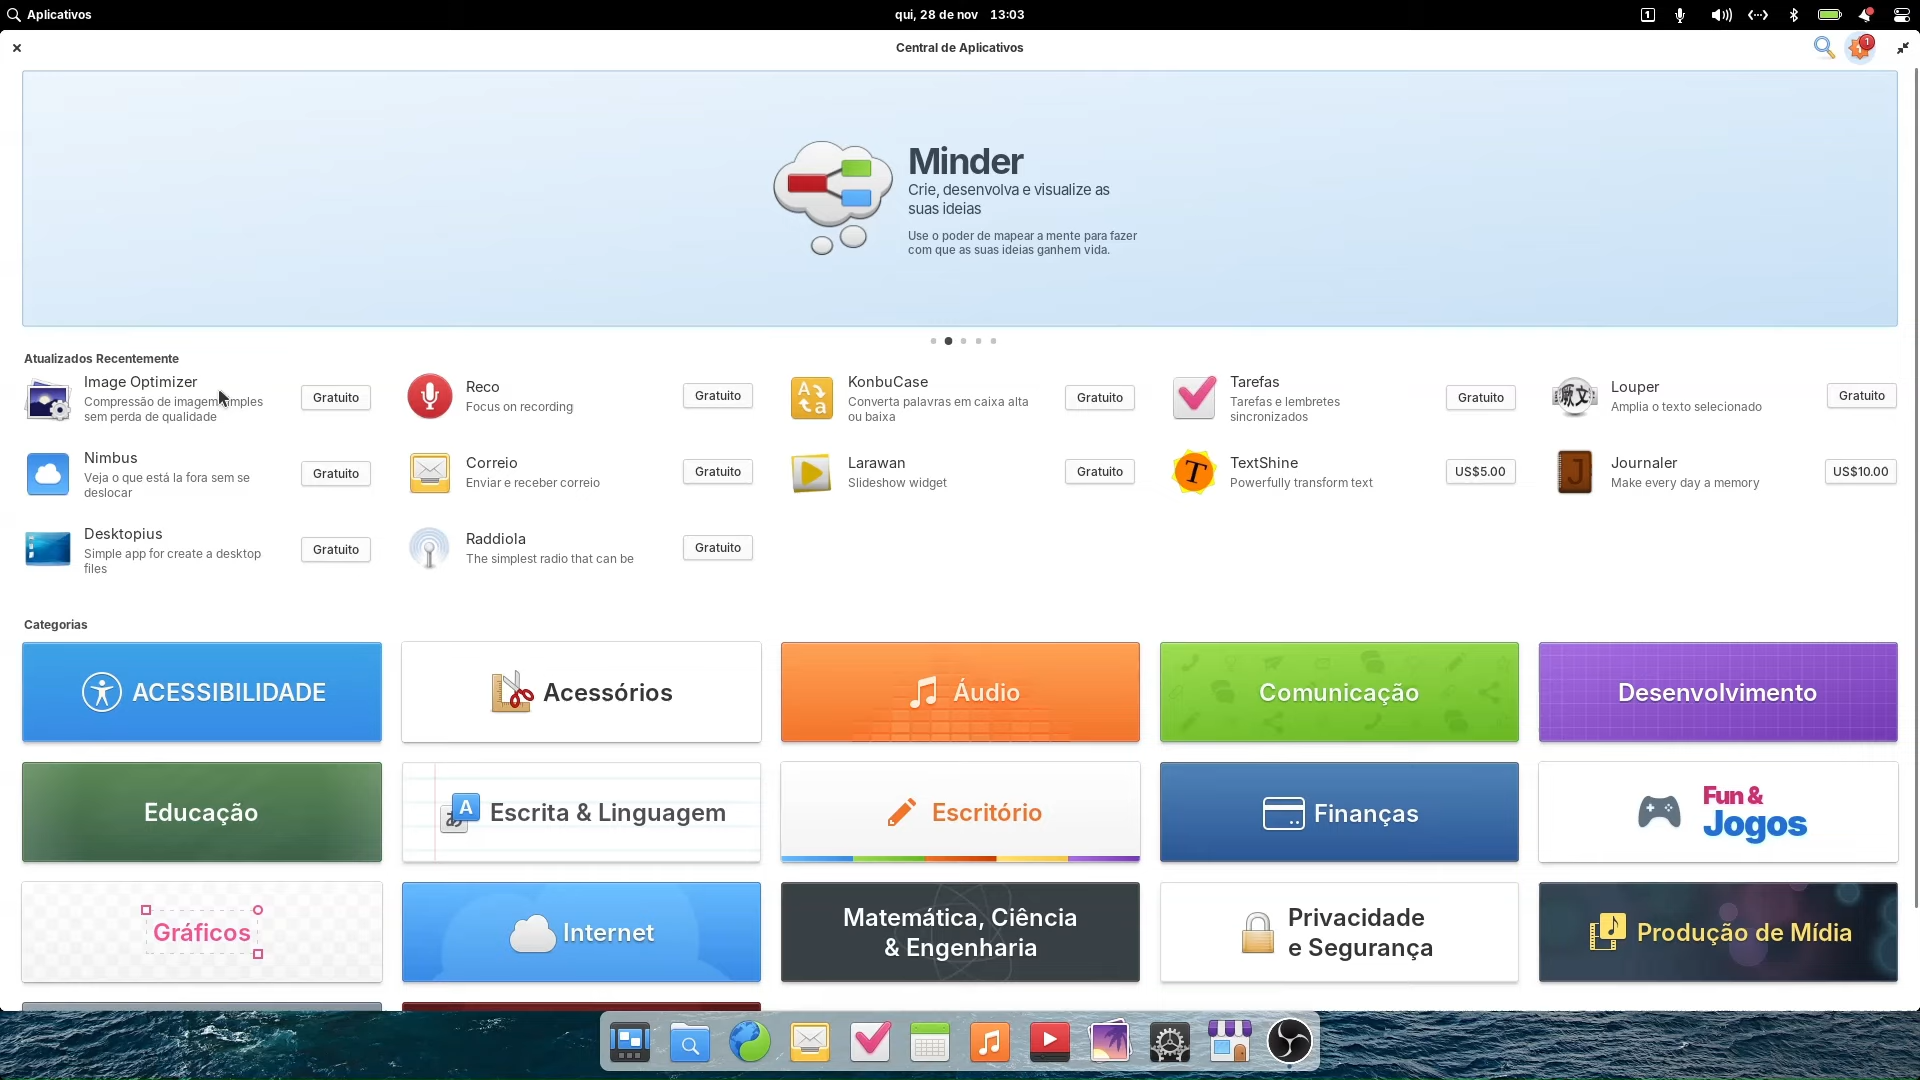 Aplicativos
qui, 28 de nov 13:03
1
Central de Aplicativos
1
Minder
Crie, desenvolva e visualize as
suas ideias
Use o poder de mapear a mente para fazer
com que as suas ideias ganhem vida.
Atualizados Recentemente
Image Optimizer
Compressão de imagem
sem perda de qualidade
Gratuito
Reco
Focus on recording
Gratuito
KonbuCase
Converta palavras em caixa alta
ou baixa
Gratuito
Tarefas
Tarefas e lembretes
sincronizados
Gratuito
Louper
Amplia o texto selecionado
Gratuito
Nimbus
Veja o que está la fora sem se
deslocar
Gratuito
Correio
Enviar e receber correio
Gratuito
Larawan
Slideshow widget
Gratuito
TextShine
Powerfully transform text
US$5.00
Journaler
Make every day a memory
US$10.00
Desktopius
Simple app for create a desktop
files
Gratuito
Raddiola
The simplest radio that can be
Gratuito
Categorias
ACESSIBILIDADE
Acessórios
Áudio
Comunicação
Desenvolvimento
Educação
Escrita & Linguagem
Escritório
Finanças
Fun &
Jogos
Gráficos
Internet
Matemática, Ciência
& Engenharia
Privacidade
e Segurança
Produção de Mídia